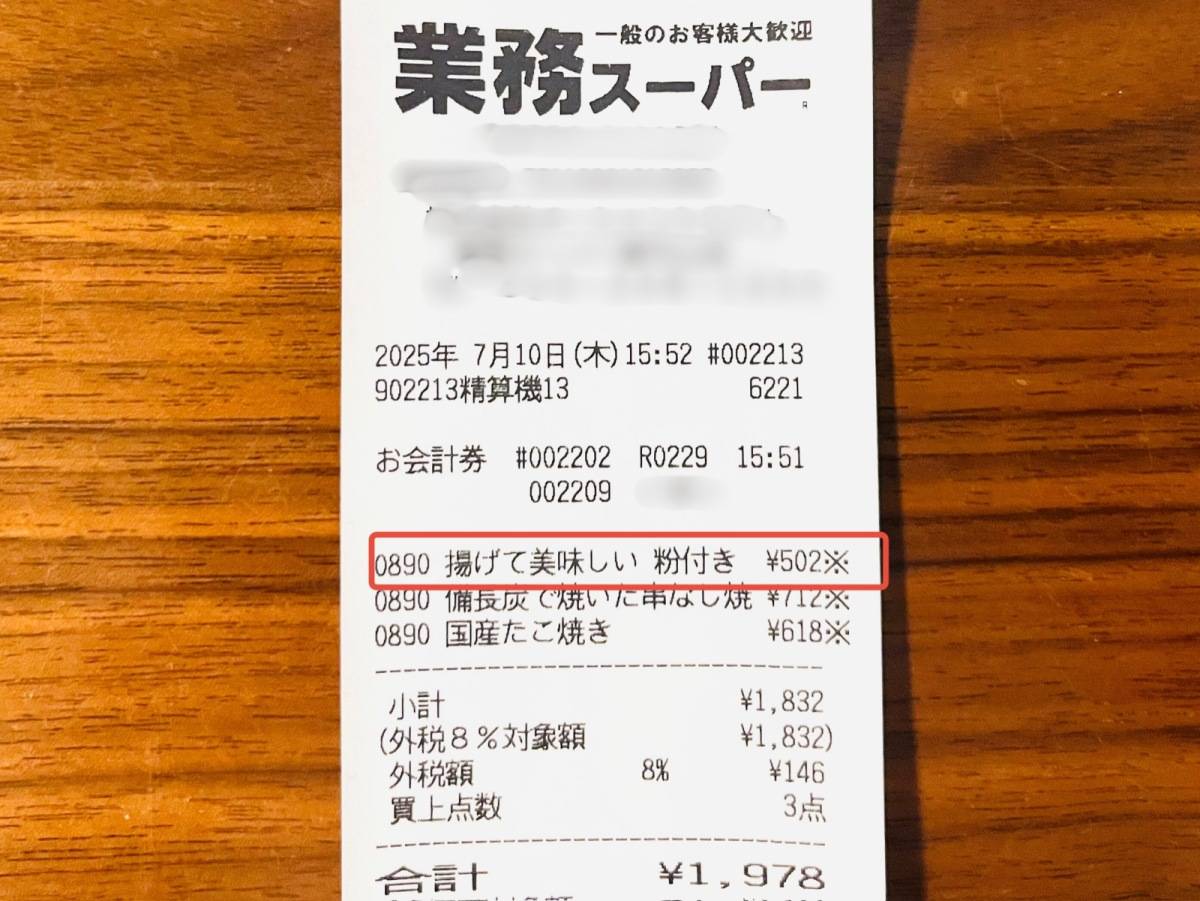 一般のお客様大歓迎
業務スーパー
2025年 7月10日(木)15:52 #002213
902213精算機13 6221
お会計券 #002202 R0229 15:51
002209
0890 揚げて美味しい 粉付き ¥502※
0890 備長炭で焼いた串なし焼 ¥712※
0890 国産たこ焼き ¥618※
小計 ¥1,832
(外税8%対象額 ¥1,832)
外税額 8% ¥146
買上点数 3点
合計 ¥1,978